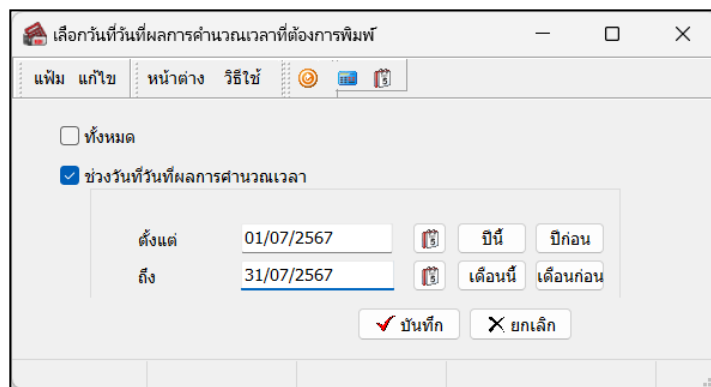 เลือกวันที่วันที่ผลการคำนวณเวลาที่ต้องการพิมพ์
แฟ้ม แก้ไข หน้าต่าง วิธีใช้
ทั้งหมด
ช่วงวันที่วันที่ผลการคำนวณเวลา
ตั้งแต่ 01/07/2567 ปีนี้ ปีก่อน
ถึง 31/07/2567 เดือนนี้ เดือนก่อน
บันทึก ยกเลิก